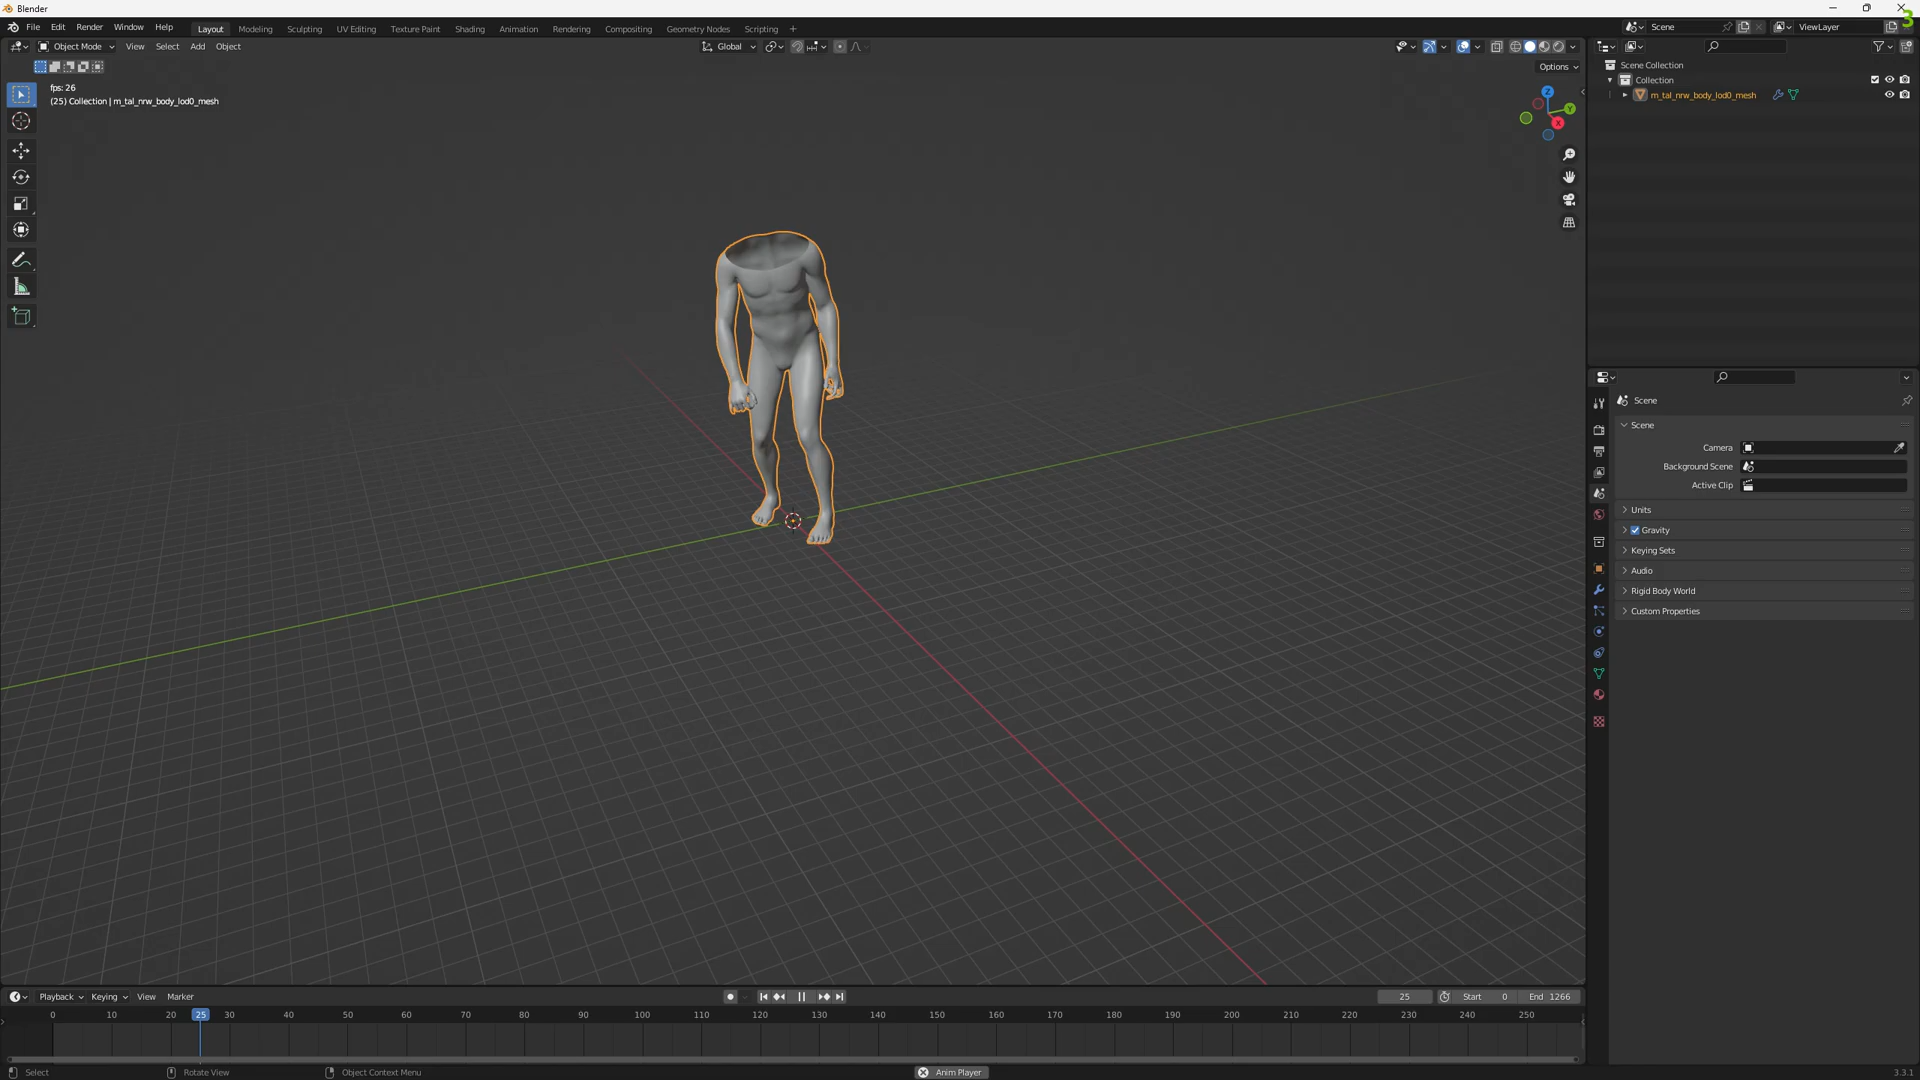 Blender
3
File Edit Render Window Help Layout Modeling Sculpting UV Editing Texture Paint Shading Animation Rendering Compositing Geometry Nodes Scripting + Scene ViewLayer
Object Mode View Select Add Object Global
Options
fps: 26
(25) Collection | m_tal_nrw_body_lod0_mesh
Z
Y
X
Scene Collection
Collection
m_tal_nrw_body_lod0_mesh
Scene
Scene
Camera
Background Scene
Active Clip
Units
Gravity
Keying Sets
Audio
Rigid Body World
Custom Properties
Playback Keying View Marker 25 Start 0 End 1266
0 10 20 25 30 40 50 60 70 80 90 100 110 120 130 140 150 160 170 180 190 200 210 220 230 240 250
Select Rotate View Object Context Menu Anim Player 3.3.1